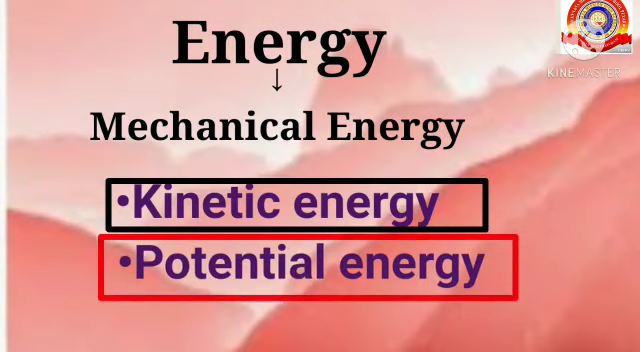 Energy
↓
Mechanical Energy
•Kinetic energy
•Potential energy
KINEMASTER